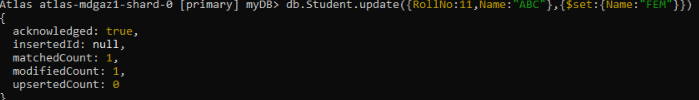 Atlas atlas-mdgaz1-shard-0 [primary] myDB> db.Student.update({RollNo:11,Name:"ABC"},{$set:{Name:"FEM"}})
{
  acknowledged: true,
  insertedId: null,
  matchedCount: 1,
  modifiedCount: 1,
  upsertedCount: 0
}